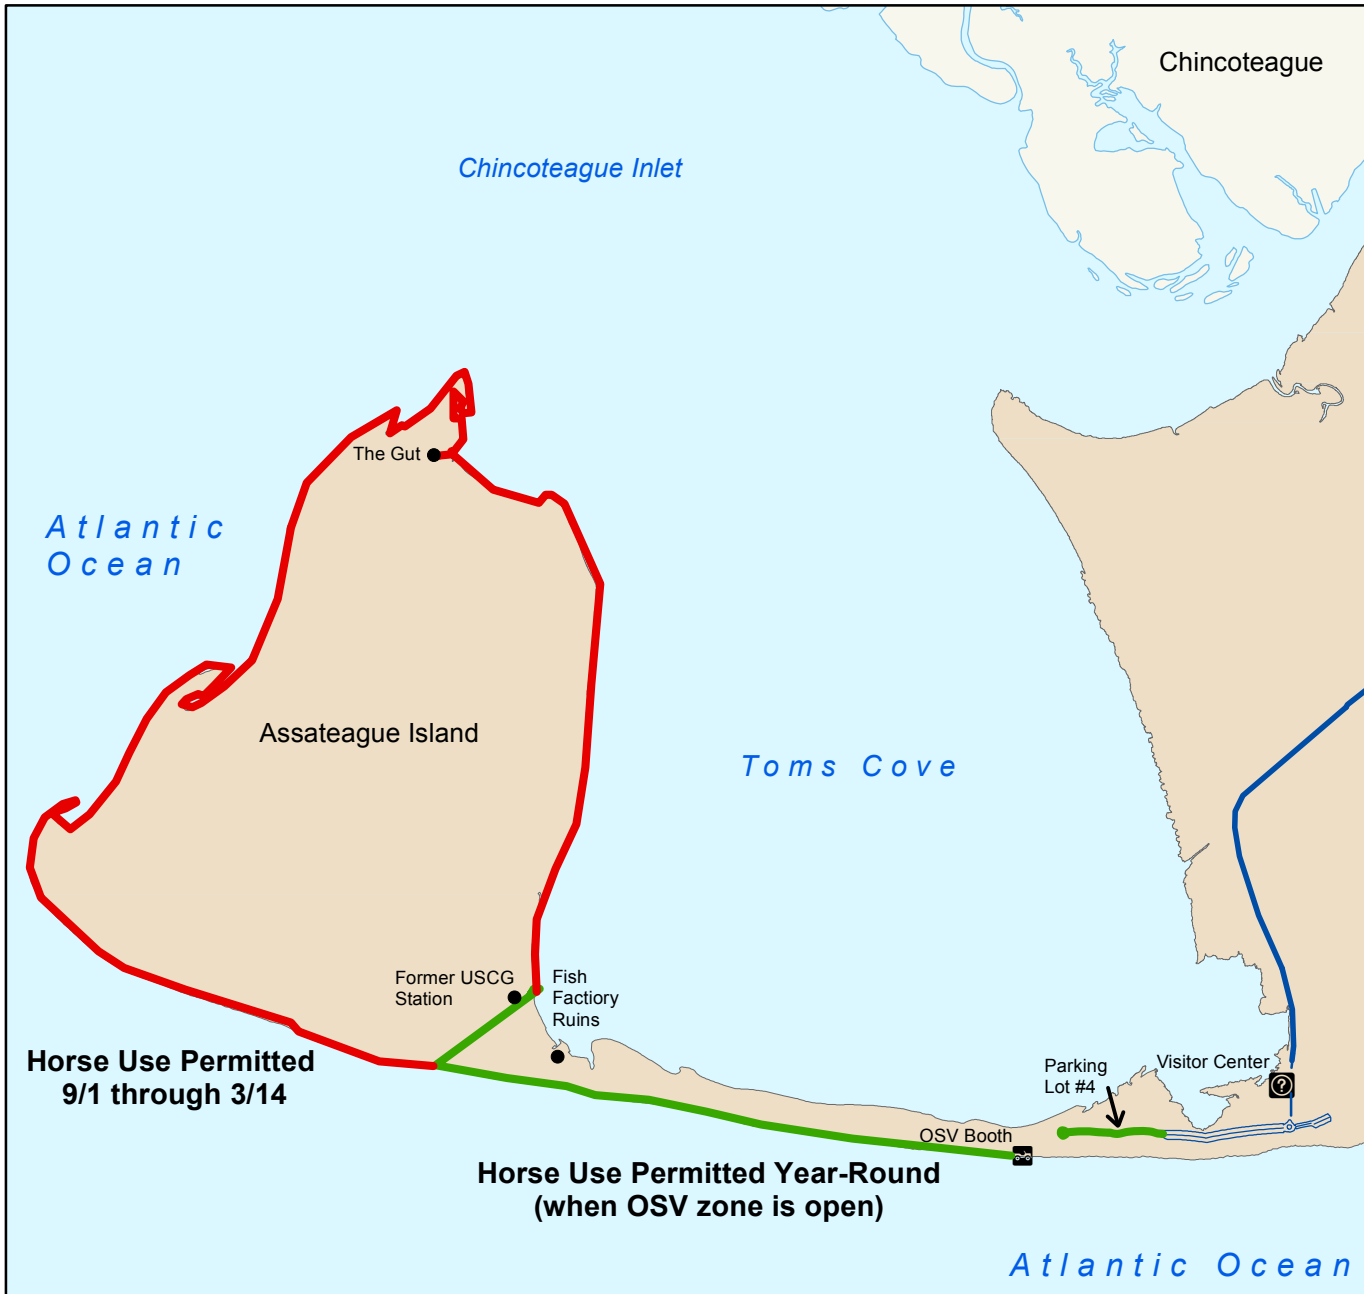 Chincoteague
Chincoteague Inlet
The Gut
Atlantic
Ocean
Assateague Island
Toms Cove
Former USCG
Station
Fish
Factiory
Ruins
Horse Use Permitted
9/1 through 3/14
Parking
Lot #4
Visitor Center
?
OSV Booth
Horse Use Permitted Year-Round
(when OSV zone is open)
Atlantic Ocean